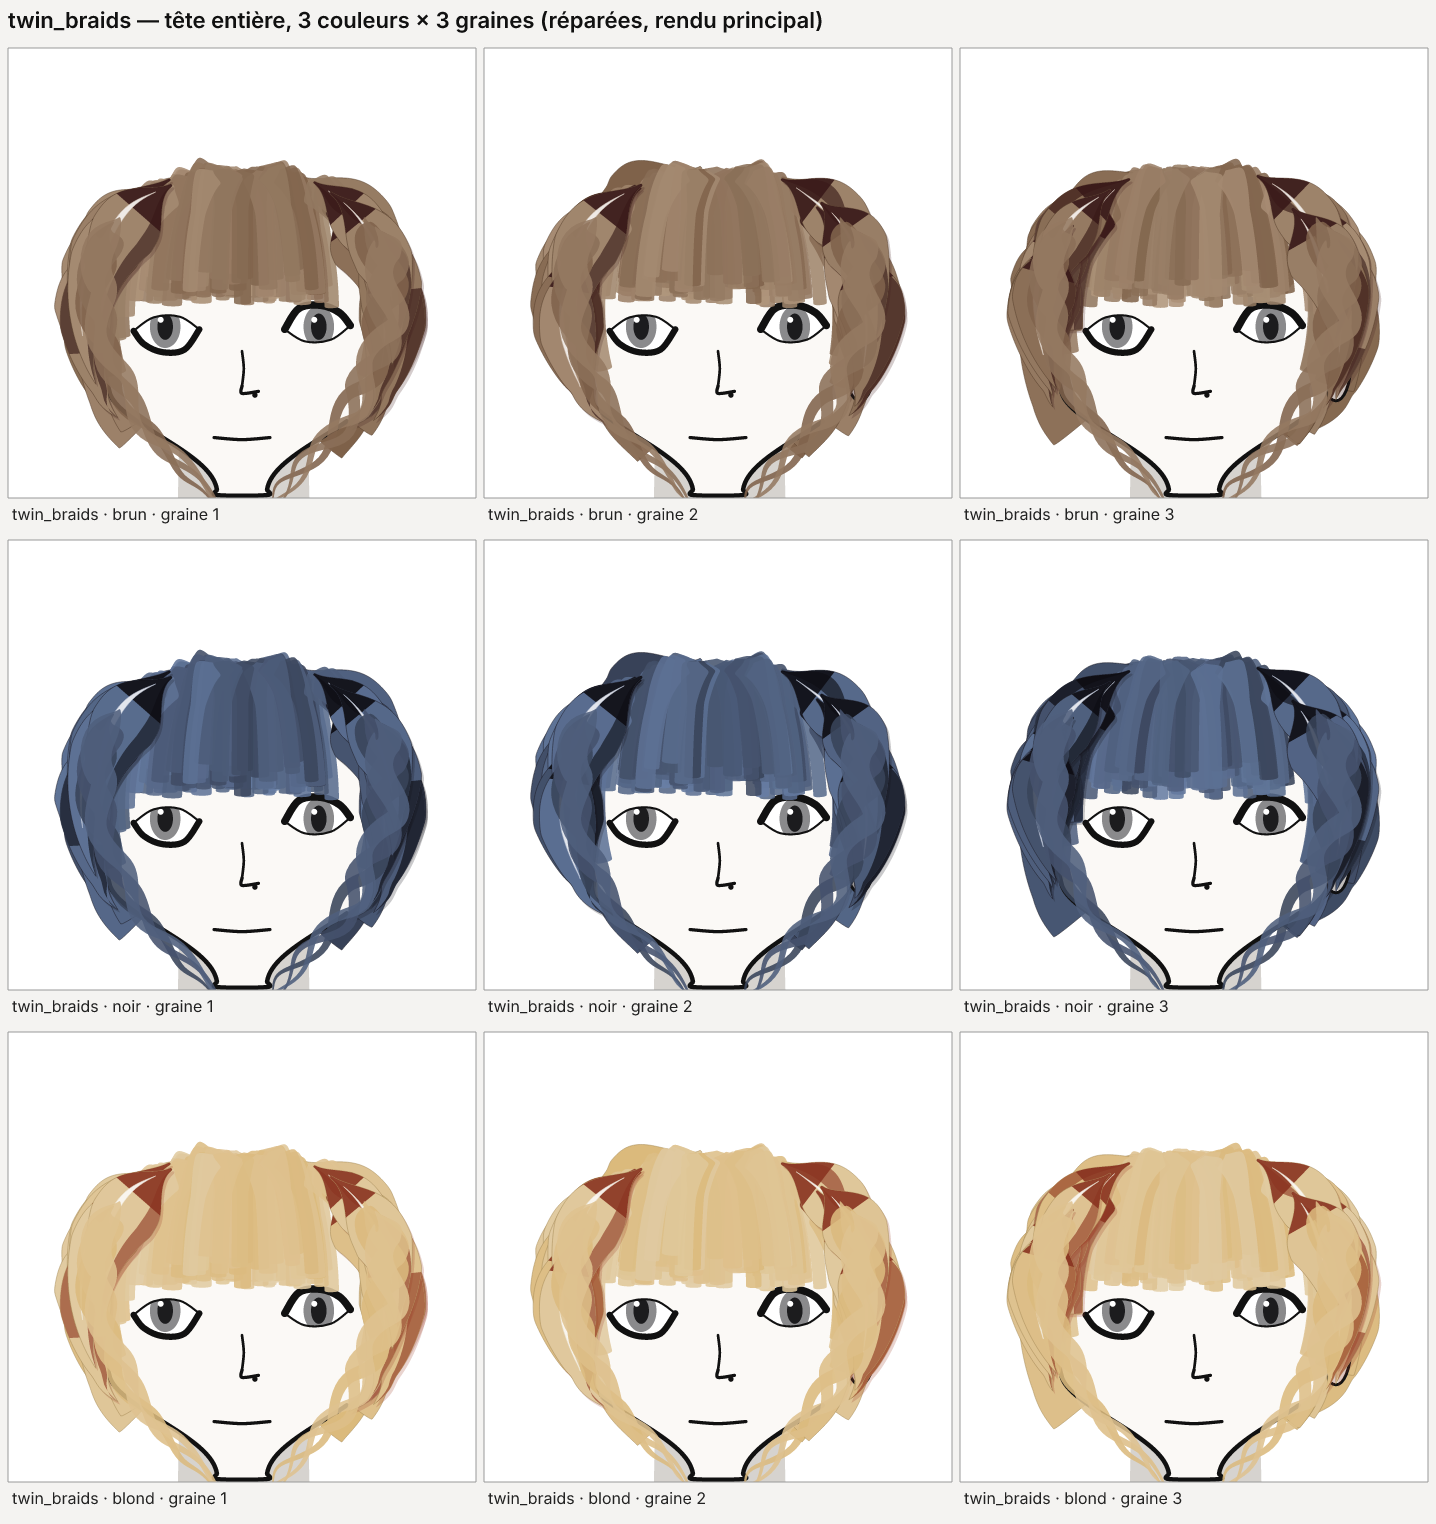 twin_braids — tête entière, 3 couleurs × 3 graines (réparées, rendu principal)
twin_braids · brun · graine 1
twin_braids · brun · graine 2
twin_braids · brun · graine 3
twin_braids · noir · graine 1
twin_braids · noir · graine 2
twin_braids · noir · graine 3
twin_braids · blond · graine 1
twin_braids · blond · graine 2
twin_braids · blond · graine 3